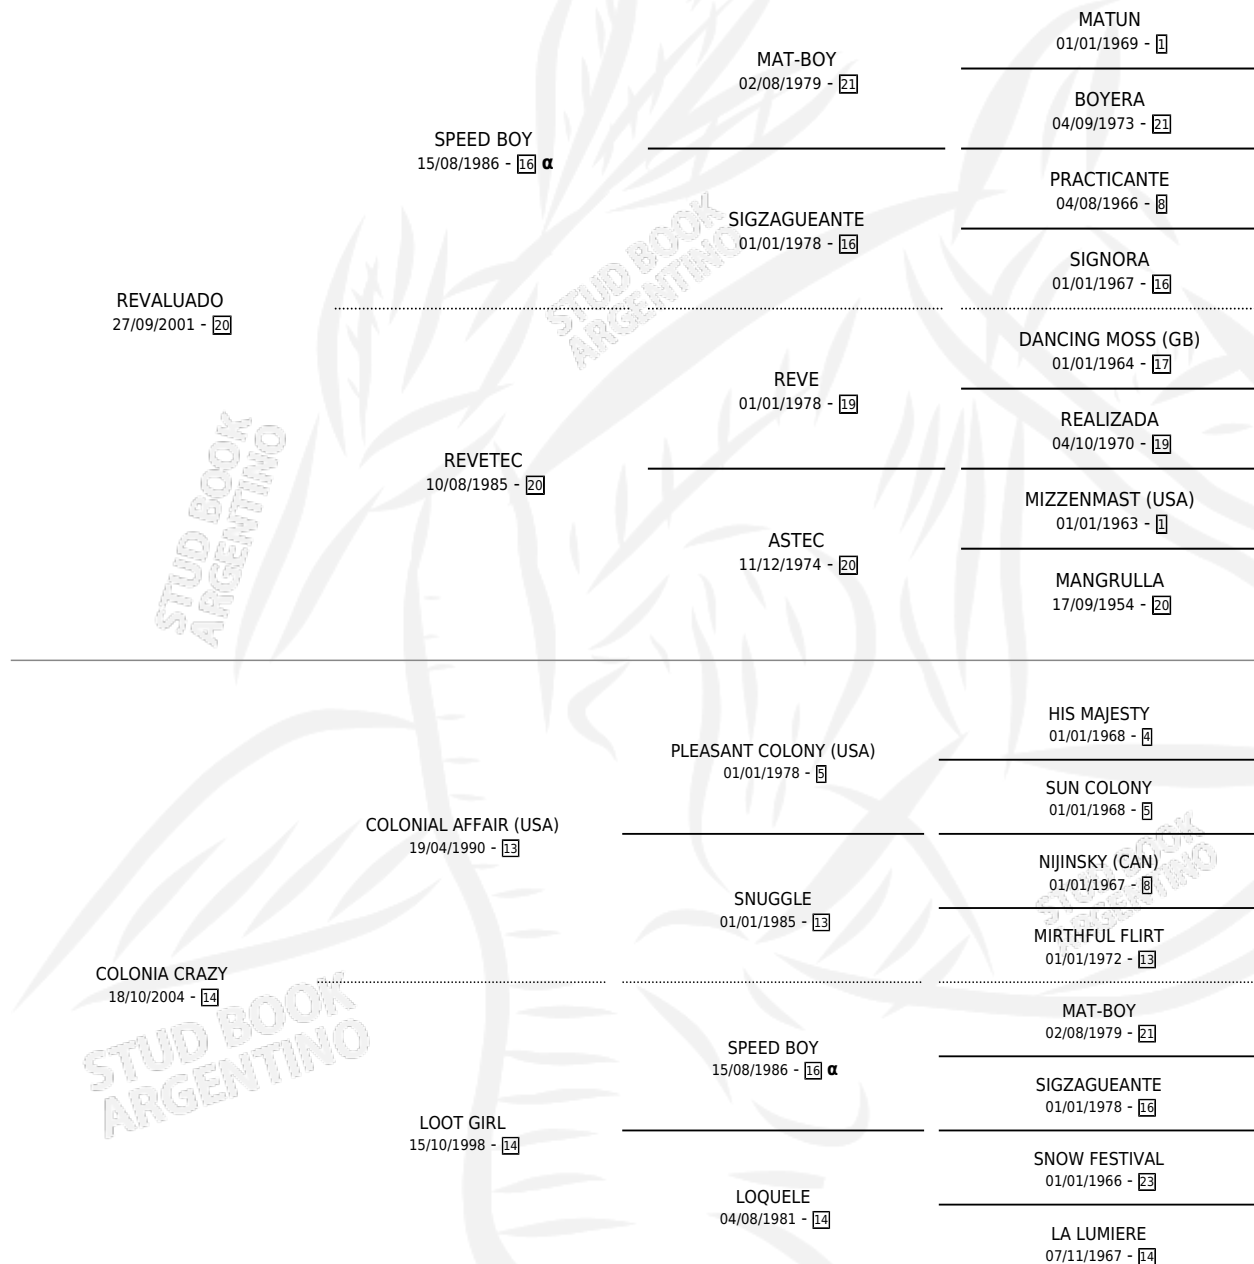 MATUN
01/01/1969 - 1
MAT-BOY
02/08/1979 - 21
BOYERA
04/09/1973 - 21
SPEED BOY
15/08/1986 - 16 α
PRACTICANTE
04/08/1966 - 8
SIGZAGUEANTE
01/01/1978 - 16
SIGNORA
01/01/1967 - 16
REVALUADO
27/09/2001 - 20
DANCING MOSS (GB)
01/01/1964 - 17
REVE
01/01/1978 - 19
REALIZADA
04/10/1970 - 19
REVETEC
10/08/1985 - 20
MIZZENMAST (USA)
01/01/1963 - 1
ASTEC
11/12/1974 - 20
MANGRULLA
17/09/1954 - 20
HIS MAJESTY
01/01/1968 - 4
PLEASANT COLONY (USA)
01/01/1978 - 5
SUN COLONY
01/01/1968 - 5
COLONIAL AFFAIR (USA)
19/04/1990 - 13
NIJINSKY (CAN)
01/01/1967 - 8
SNUGGLE
01/01/1985 - 13
MIRTHFUL FLIRT
01/01/1972 - 13
COLONIA CRAZY
18/10/2004 - 14
MAT-BOY
02/08/1979 - 21
SPEED BOY
15/08/1986 - 16 α
SIGZAGUEANTE
01/01/1978 - 16
LOOT GIRL
15/10/1998 - 14
SNOW FESTIVAL
01/01/1966 - 23
LOQUELE
04/08/1981 - 14
LA LUMIERE
07/11/1967 - 14
STUD BOOK
ARGENTINO
STUD BOOK
ARGENTINO
STUD BOOK
ARGENTINO
STUD BOOK
ARGENTINO